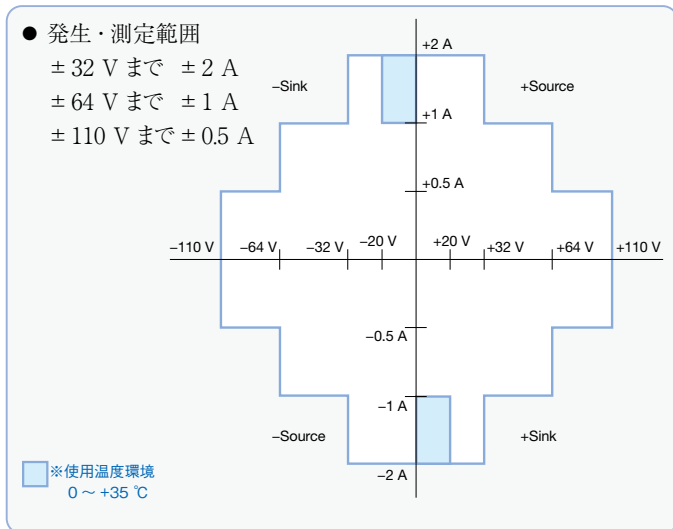 ● 発生・測定範囲
± 32 V まで ± 2 A
± 64 V まで ± 1 A
± 110 V まで ± 0.5 A
+2 A
–Sink
+Source
+1 A
+0.5 A
–110 V
–64 V
–32 V
–20 V
+20 V
+32 V
+64 V
+110 V
–0.5 A
–1 A
–Source
+Sink
–2 A
※使用温度環境
0 ～ +35 ℃